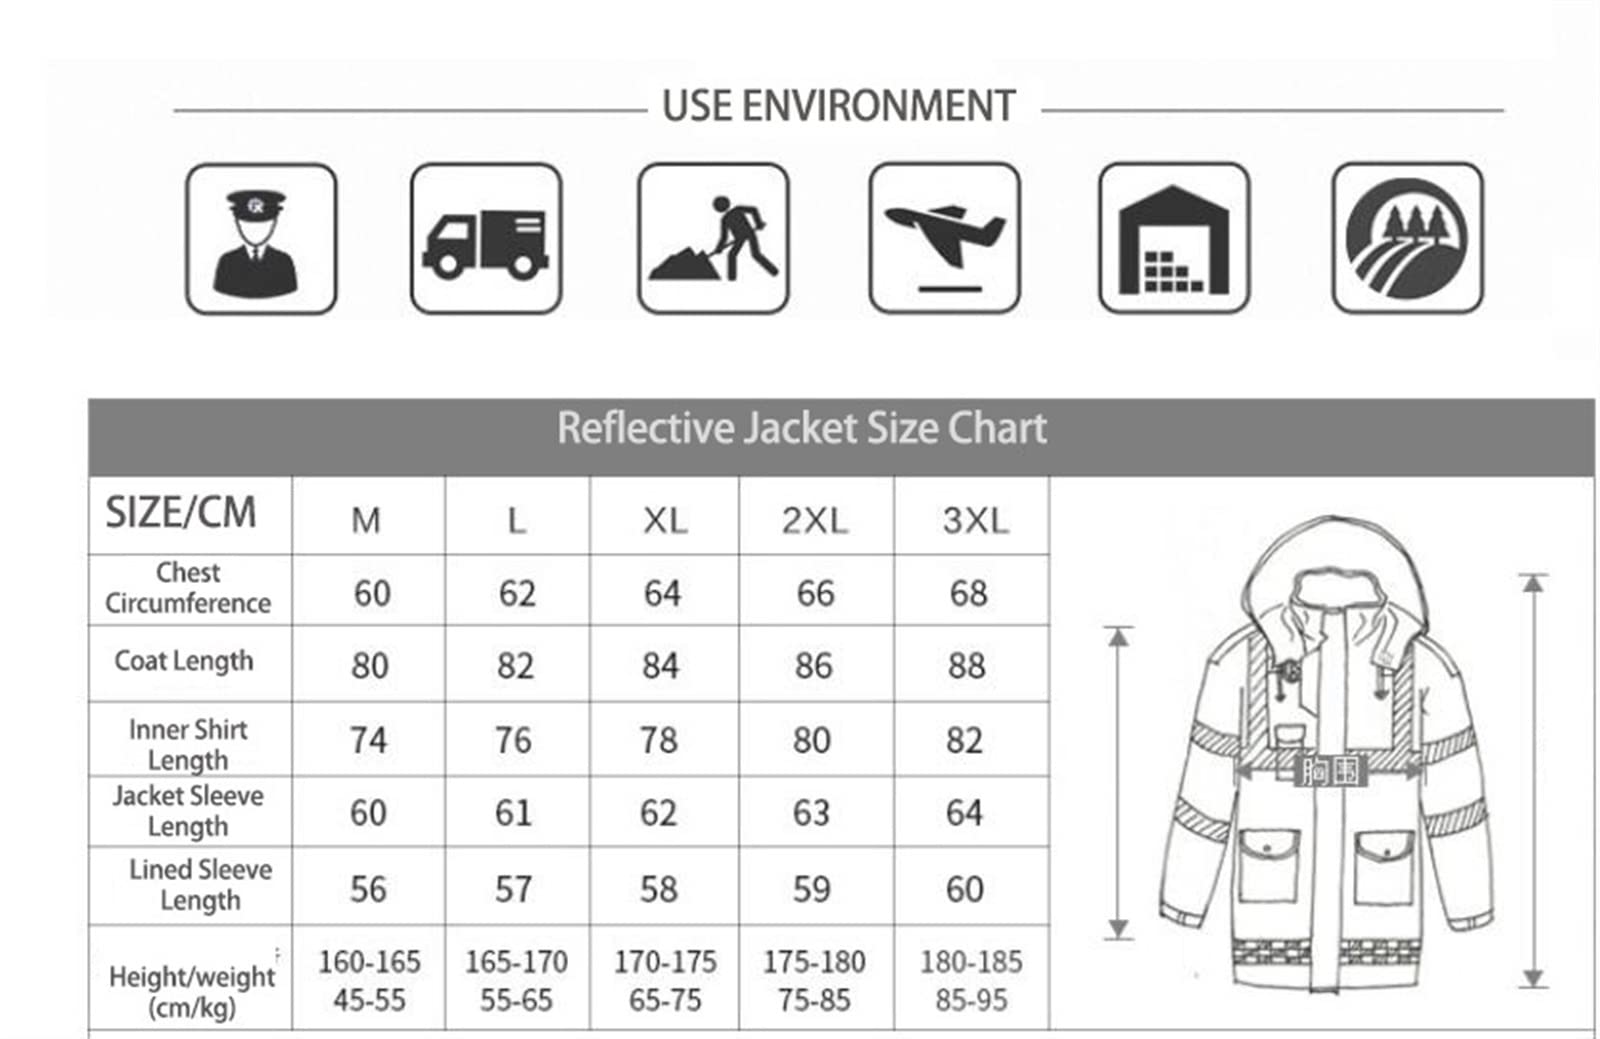 USE ENVIRONMENT
Reflective Jacket Size Chart
SIZE/CM M L XL 2XL 3XL
Chest
Circumference 60 62 64 66 68
Coat Length 80 82 84 86 88
Inner Shirt
Length 74 76 78 80 82
Jacket Sleeve
Length 60 61 62 63 64
Lined Sleeve
Length 56 57 58 59 60
Height/weight
(cm/kg)
160-165 165-170 170-175 175-180 180-185
45-55 55-65 65-75 75-85 85-95
胸围